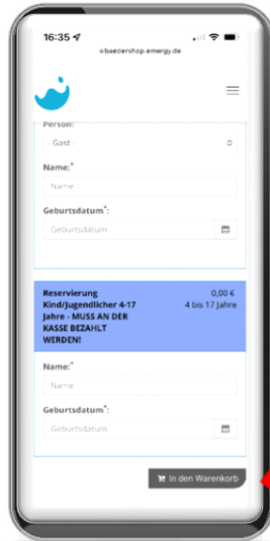 16:35
baedershop.emergy.de
Person:
- Gast -
Name:*
Name
Geburtsdatum*:
Geburtsdatum
Reservierung 0,00 €
Kind/Jugendlicher 4-17 4 bis 17 Jahre
Jahre - MUSS AN DER
KASSE BEZAHLT
WERDEN!
Name:*
Name
Geburtsdatum*:
Geburtsdatum
In den Warenkorb